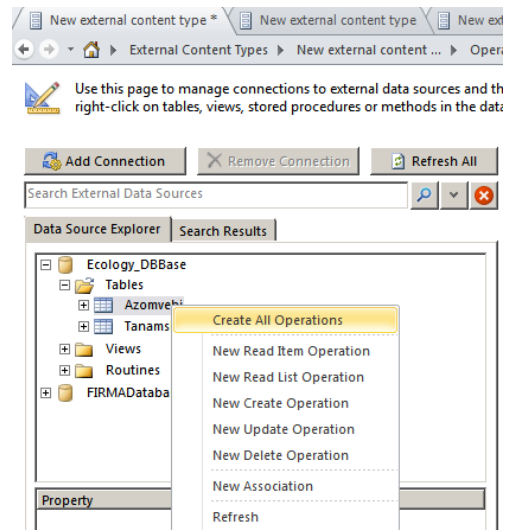 New external content type *
New external content type
New ext
External Content Types
New external content ...
Opera
Use this page to manage connections to external data sources and th
right-click on tables, views, stored procedures or methods in the data
Add Connection
Remove Connection
Refresh All
Search External Data Sources
Data Source Explorer
Search Results
Ecology_DBBase
Tables
Azomvebi
Create All Operations
Tanams
New Read Item Operation
Views
New Read List Operation
Routines
FIRMADataba
New Create Operation
New Update Operation
New Delete Operation
New Association
Property
Refresh